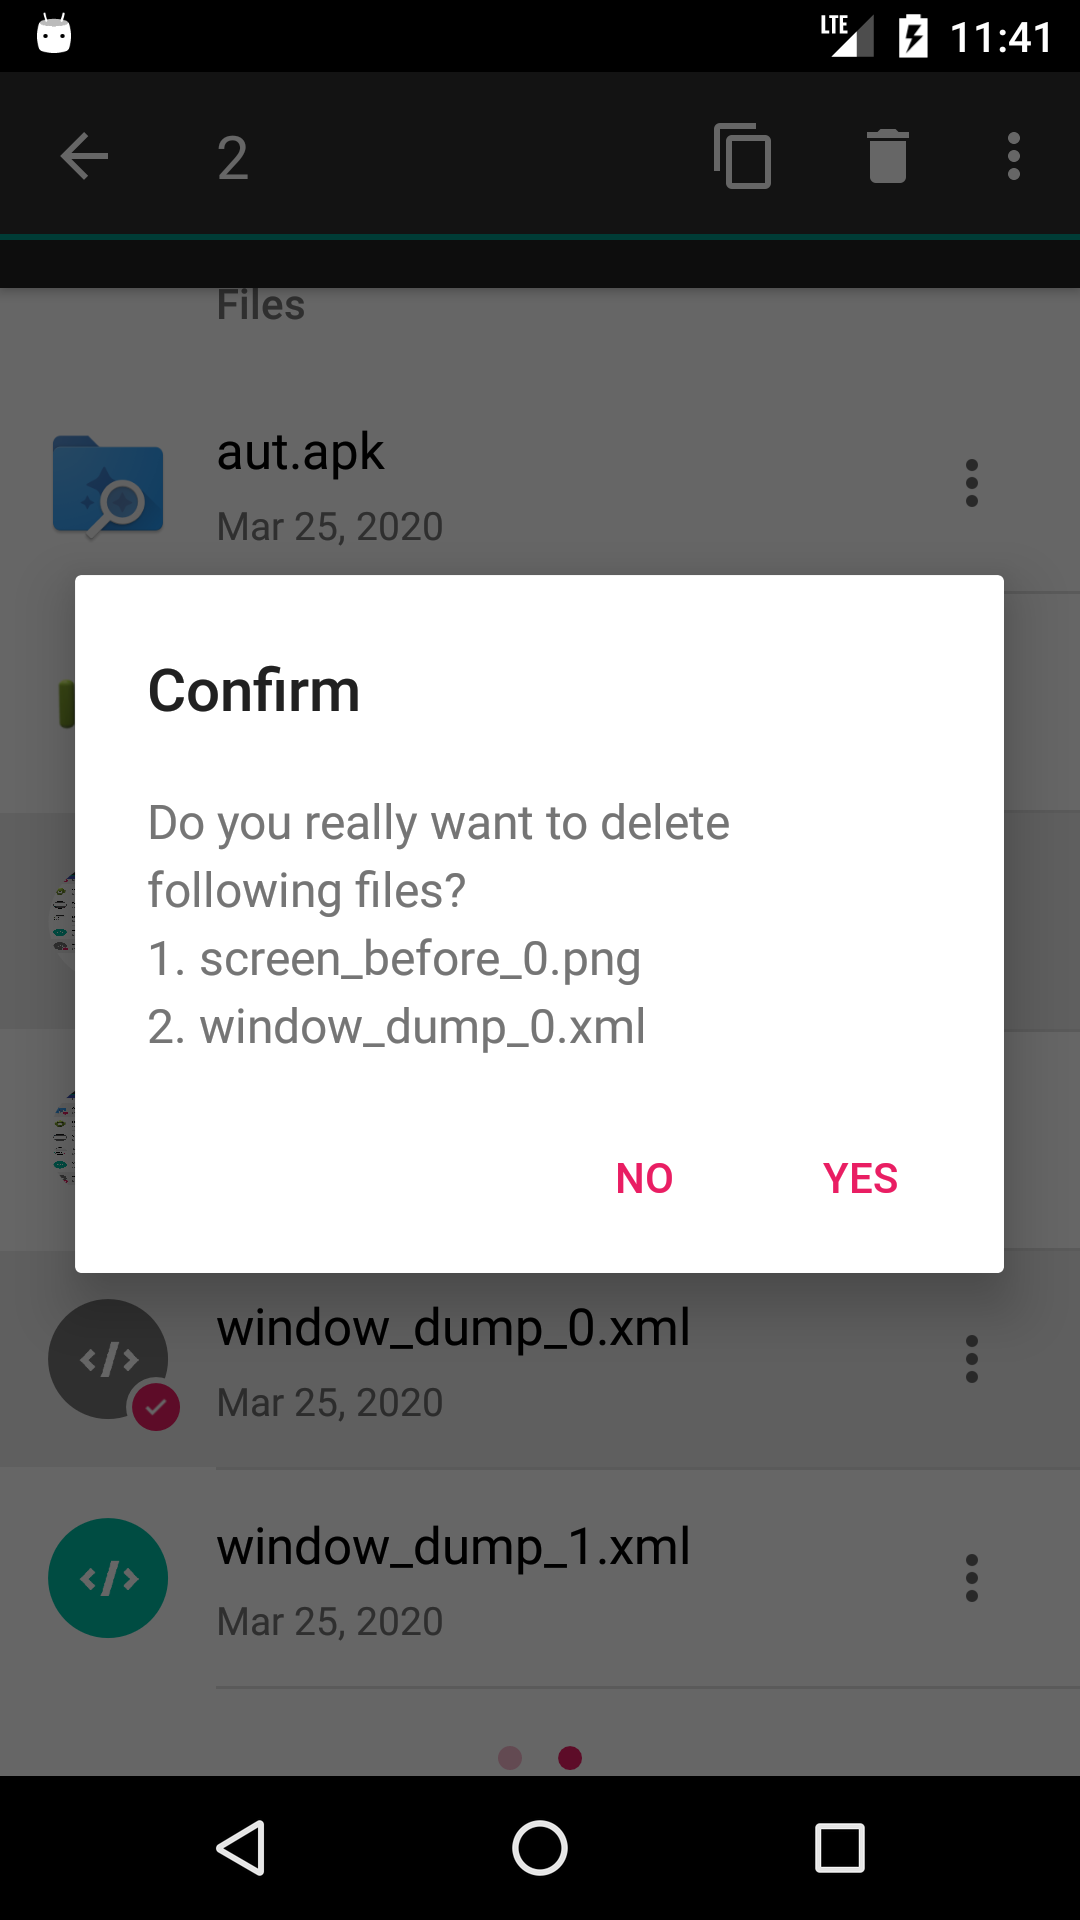 LTE 11:41
2
Files
aut.apk
Mar 25, 2020
Confirm
Do you really want to delete
following files?
1. screen_before_0.png
2. window_dump_0.xml
NO YES
window_dump_0.xml
Mar 25, 2020
window_dump_1.xml
Mar 25, 2020